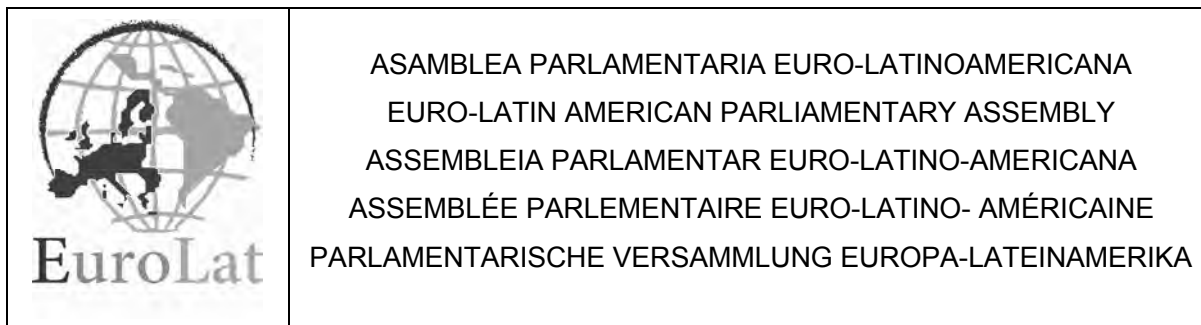 EuroLat
ASAMBLEA PARLAMENTARIA EURO-LATINOAMERICANA
EURO-LATIN AMERICAN PARLIAMENTARY ASSEMBLY
ASSEMBLEIA PARLAMENTAR EURO-LATINO-AMERICANA
ASSEMBLÉE PARLEMENTAIRE EURO-LATINO- AMÉRICAINE
PARLAMENTARISCHE VERSAMMLUNG EUROPA-LATEINAMERIKA